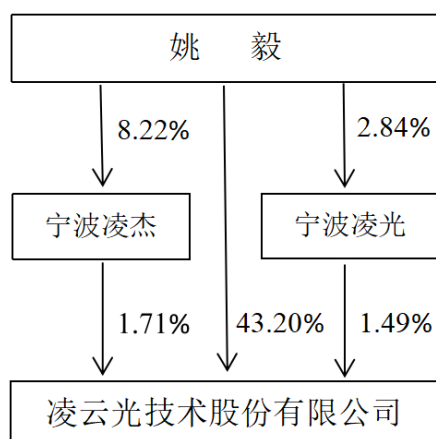 姚 毅
8.22%
2.84%
宁波凌杰
宁波凌光
1.71%
43.20%
1.49%
凌云光技术股份有限公司